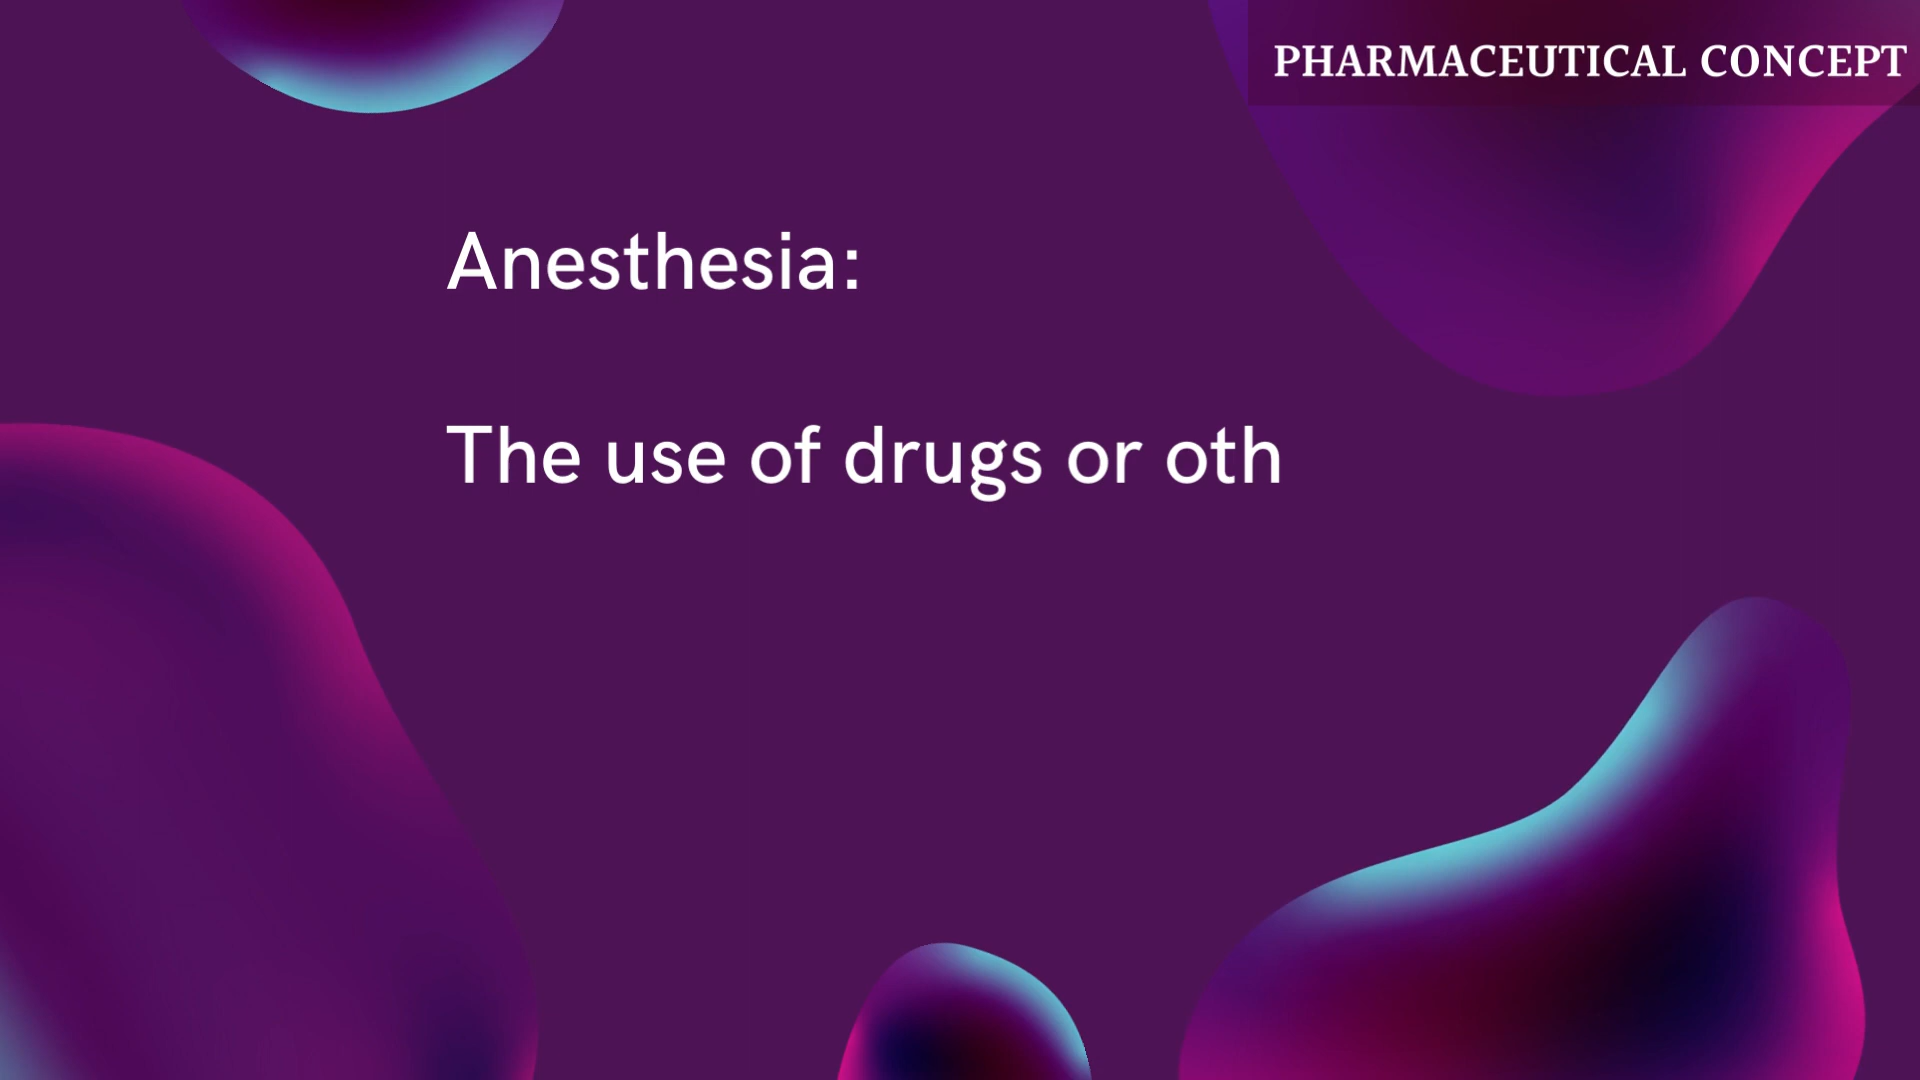 PHARMACEUTICAL CONCEPT
Anesthesia:
The use of drugs or oth